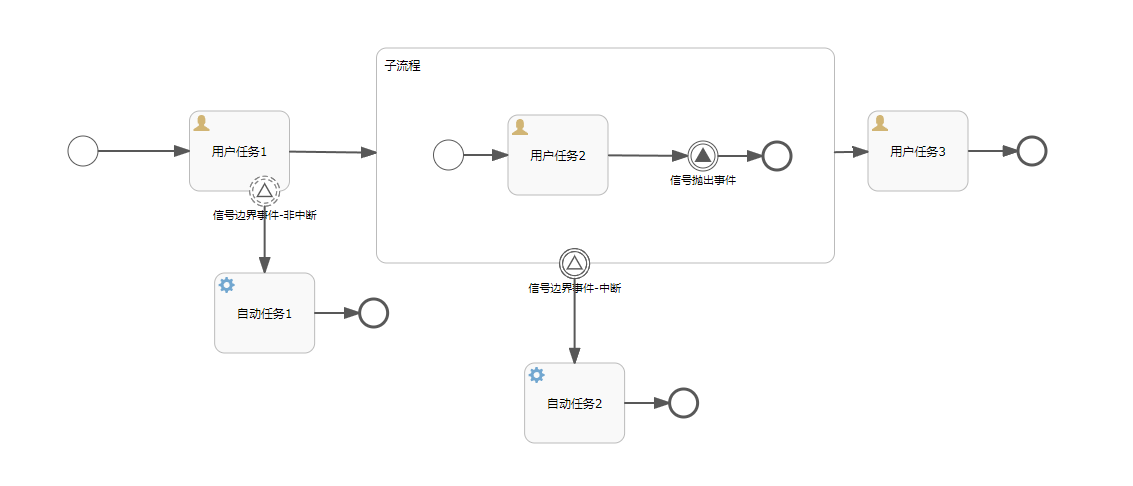 子流程
用户任务1
用户任务2
信号抛出事件
用户任务3
信号边界事件-非中断
信号边界事件-中断
自动任务1
自动任务2